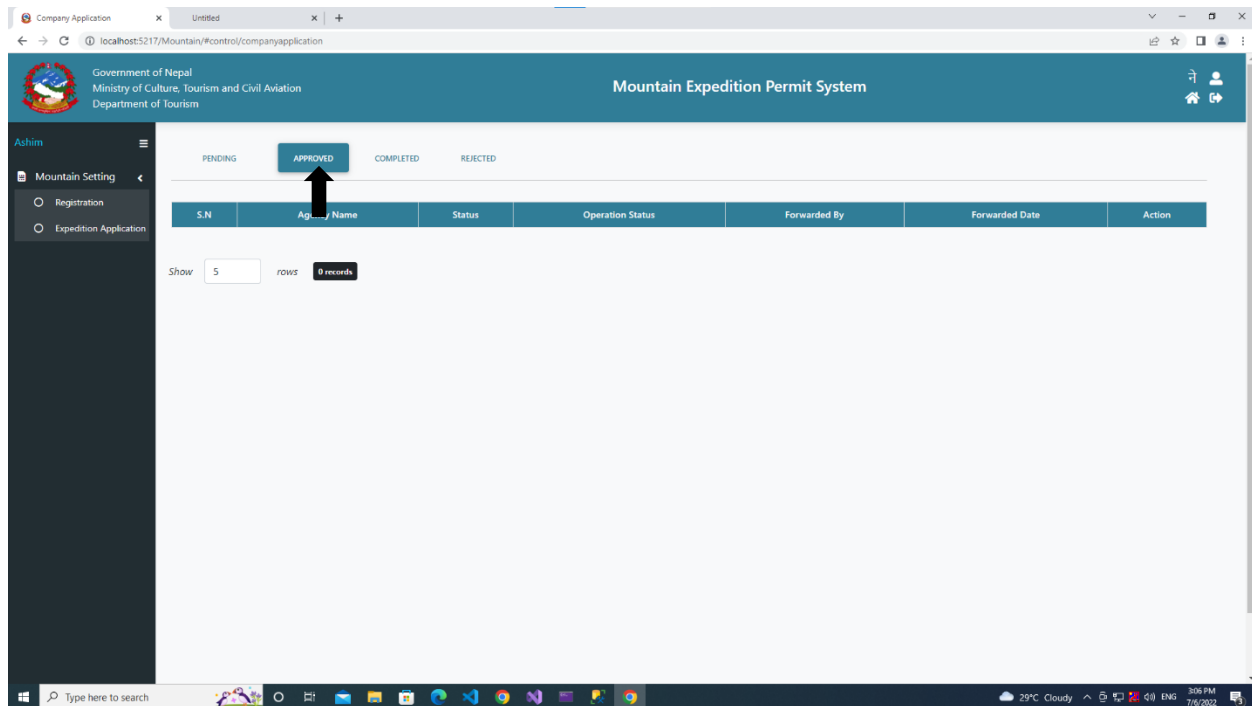 Company Application
Untitled
localhost:5217/Mountain/#control/companyapplication
Government of Nepal
Ministry of Culture, Tourism and Civil Aviation
Department of Tourism
Mountain Expedition Permit System
ने
Ashim
Mountain Setting
Registration
Expedition Application
PENDING
APPROVED
COMPLETED
REJECTED
S.N Agency Name Status Operation Status Forwarded By Forwarded Date Action
Show 5 rows 0 records
Type here to search
29°C Cloudy
ENG
3:06 PM
7/6/2022